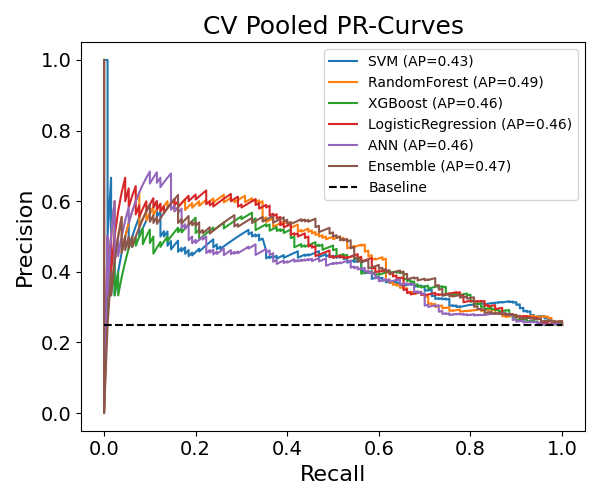 CV Pooled PR-Curves
Precision
1.0
0.8
0.6
0.4
0.2
0.0
SVM (AP=0.43)
RandomForest (AP=0.49)
XGBoost (AP=0.46)
LogisticRegression (AP=0.46)
ANN (AP=0.46)
Ensemble (AP=0.47)
Baseline
0.0 0.2 0.4 0.6 0.8 1.0
Recall